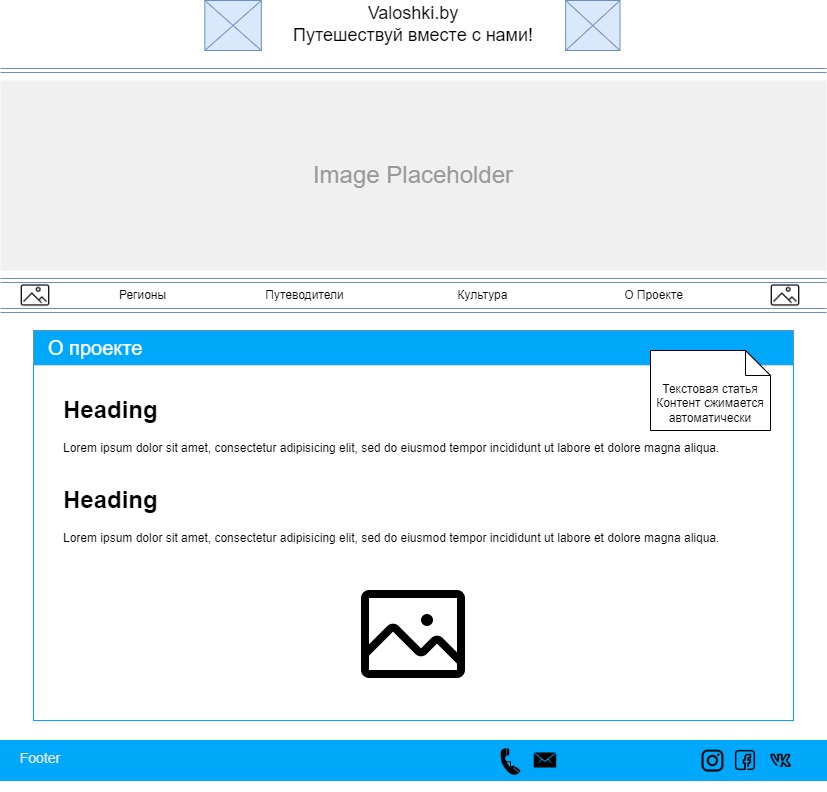 Valoshki.by
Путешествуй вместе с нами!
Image Placeholder
Регионы
Путеводители
Культура
О Проекте
О проекте
Текстовая статья
Контент сжимается
автоматически
Heading
Lorem ipsum dolor sit amet, consectetur adipisicing elit, sed do eiusmod tempor incididunt ut labore et dolore magna aliqua.
Heading
Lorem ipsum dolor sit amet, consectetur adipisicing elit, sed do eiusmod tempor incididunt ut labore et dolore magna aliqua.
Footer